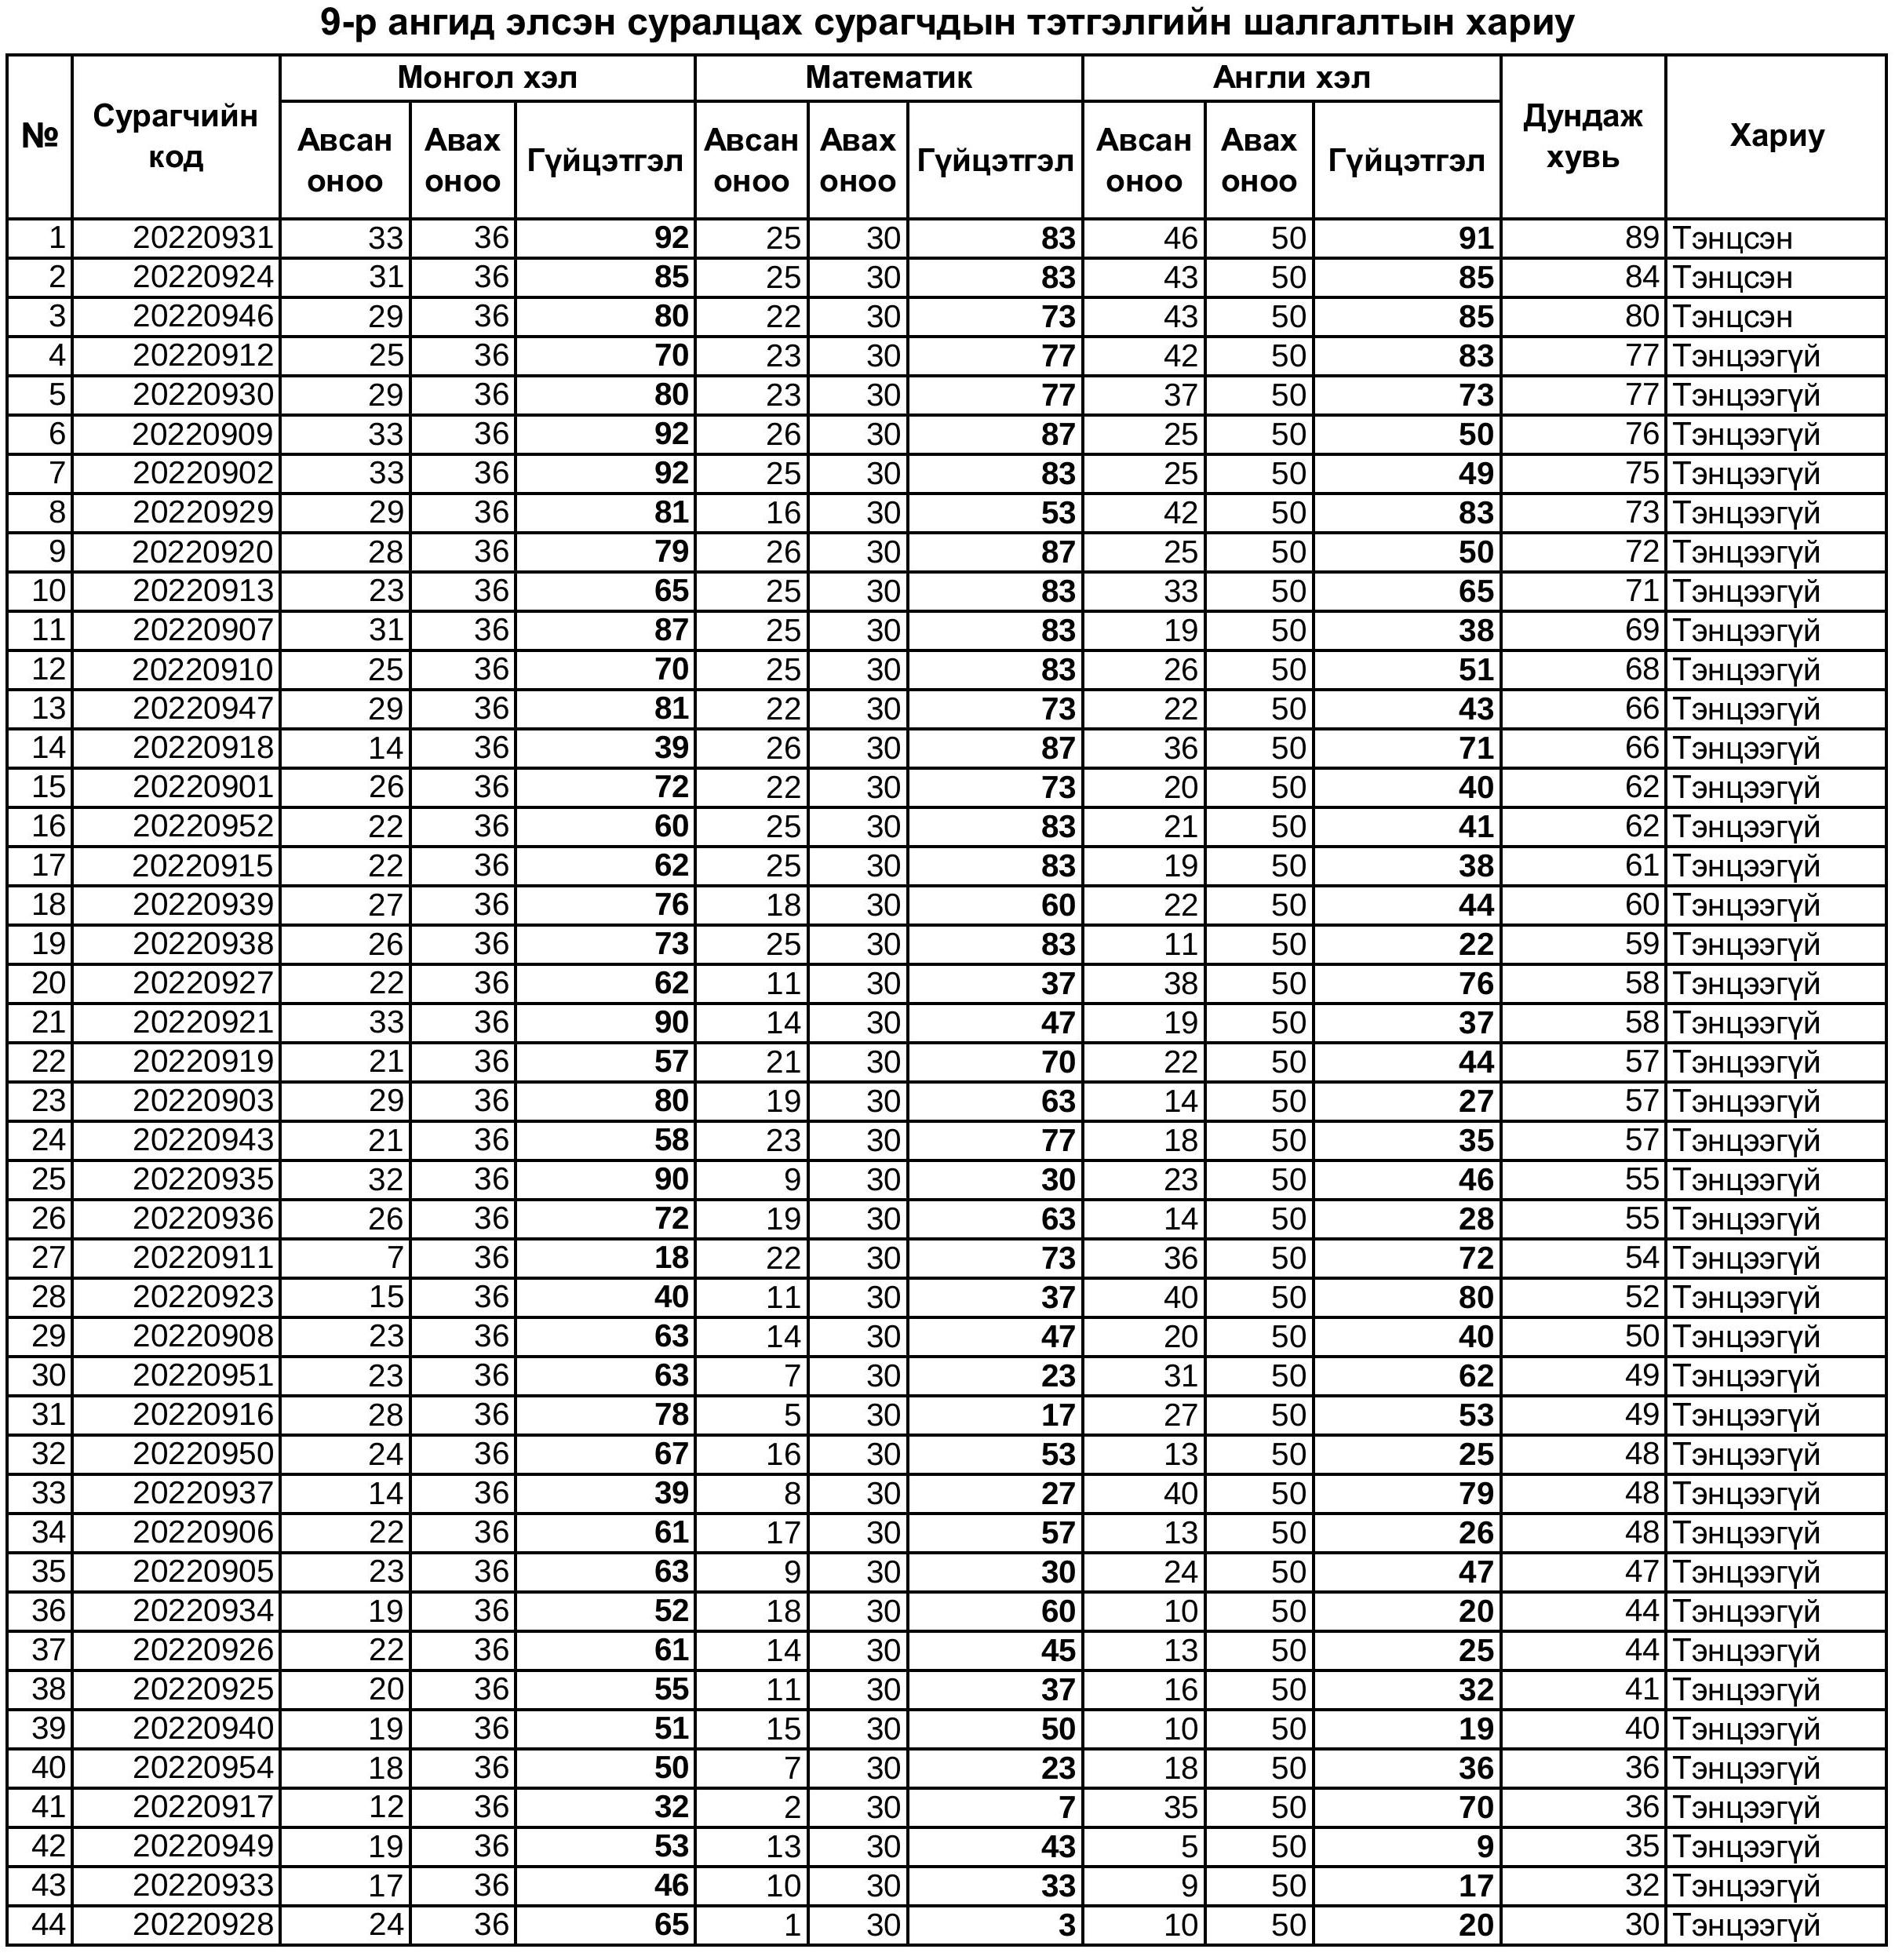 9-р ангид элсэн суралцах сурагчдын тэтгэлгийн шалгалтын хариу
№ Сурагчийн код Монгол хэл Математик Англи хэл Дундаж хувь Хариу
Авсан оноо Авах оноо Гүйцэтгэл Авсан оноо Авах оноо Гүйцэтгэл Авсан оноо Авах оноо Гүйцэтгэл
1 20220931 33 36 92 25 30 83 46 50 91 89 Тэнцсэн
2 20220924 31 36 85 25 30 83 43 50 85 84 Тэнцсэн
3 20220946 29 36 80 22 30 73 43 50 85 80 Тэнцсэн
4 20220912 25 36 70 23 30 77 42 50 83 77 Тэнцээгүй
5 20220930 29 36 80 23 30 77 37 50 73 77 Тэнцээгүй
6 20220909 33 36 92 26 30 87 25 50 50 76 Тэнцээгүй
7 20220902 33 36 92 25 30 83 25 50 49 75 Тэнцээгүй
8 20220929 29 36 81 16 30 53 42 50 83 73 Тэнцээгүй
9 20220920 28 36 79 26 30 87 25 50 50 72 Тэнцээгүй
10 20220913 23 36 65 25 30 83 33 50 65 71 Тэнцээгүй
11 20220907 31 36 87 25 30 83 19 50 38 69 Тэнцээгүй
12 20220910 25 36 70 25 30 83 26 50 51 68 Тэнцээгүй
13 20220947 29 36 81 22 30 73 22 50 43 66 Тэнцээгүй
14 20220918 14 36 39 26 30 87 36 50 71 66 Тэнцээгүй
15 20220901 26 36 72 22 30 73 20 50 40 62 Тэнцээгүй
16 20220952 22 36 60 25 30 83 21 50 41 62 Тэнцээгүй
17 20220915 22 36 62 25 30 83 19 50 38 61 Тэнцээгүй
18 20220939 27 36 76 18 30 60 22 50 44 60 Тэнцээгүй
19 20220938 26 36 73 25 30 83 11 50 22 59 Тэнцээгүй
20 20220927 22 36 62 11 30 37 38 50 76 58 Тэнцээгүй
21 20220921 33 36 90 14 30 47 19 50 37 58 Тэнцээгүй
22 20220919 21 36 57 21 30 70 22 50 44 57 Тэнцээгүй
23 20220903 29 36 80 19 30 63 14 50 27 57 Тэнцээгүй
24 20220943 21 36 58 23 30 77 18 50 35 57 Тэнцээгүй
25 20220935 32 36 90 9 30 30 23 50 46 55 Тэнцээгүй
26 20220936 26 36 72 19 30 63 14 50 28 55 Тэнцээгүй
27 20220911 7 36 18 22 30 73 36 50 72 54 Тэнцээгүй
28 20220923 15 36 40 11 30 37 40 50 80 52 Тэнцээгүй
29 20220908 23 36 63 14 30 47 20 50 40 50 Тэнцээгүй
30 20220951 23 36 63 7 30 23 31 50 62 49 Тэнцээгүй
31 20220916 28 36 78 5 30 17 27 50 53 49 Тэнцээгүй
32 20220950 24 36 67 16 30 53 13 50 25 48 Тэнцээгүй
33 20220937 14 36 39 8 30 27 40 50 79 48 Тэнцээгүй
34 20220906 22 36 61 17 30 57 13 50 26 48 Тэнцээгүй
35 20220905 23 36 63 9 30 30 24 50 47 47 Тэнцээгүй
36 20220934 19 36 52 18 30 60 10 50 20 44 Тэнцээгүй
37 20220926 22 36 61 14 30 45 13 50 25 44 Тэнцээгүй
38 20220925 20 36 55 11 30 37 16 50 32 41 Тэнцээгүй
39 20220940 19 36 51 15 30 50 10 50 19 40 Тэнцээгүй
40 20220954 18 36 50 7 30 23 18 50 36 36 Тэнцээгүй
41 20220917 12 36 32 2 30 7 35 50 70 36 Тэнцээгүй
42 20220949 19 36 53 13 30 43 5 50 9 35 Тэнцээгүй
43 20220933 17 36 46 10 30 33 9 50 17 32 Тэнцээгүй
44 20220928 24 36 65 1 30 3 10 50 20 30 Тэнцээгүй